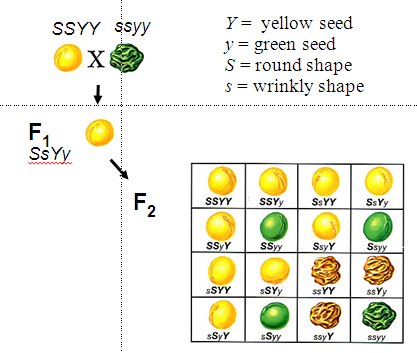 SSYY ssyy
X
Y = yellow seed
y = green seed
S = round shape
s = wrinkly shape
F1
SsYy
F2
SSYY SSYy SsYY SsYy
SSyY SSyy SsyY Ssyy
sSYY sSYy ssYY ssYy
sSyY sSyy ssyY ssyy